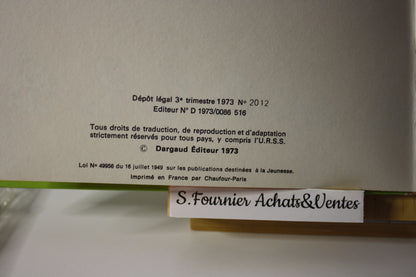 Dépôt légal 3e trimestre 1973 No 2012
Editeur No D 1973/0086 516
Tous droits de traduction, de reproduction et d'adaptation
strictement réservés pour tous pays, y compris l'U.R.S.S.
© Dargaud Éditeur 1973
Loi No 49956 du 16 juillet 1949 sur les publications destinées à la Jeunesse.
Imprimé en France par Chaufour-Paris
S.Fournier Achats&Ventes